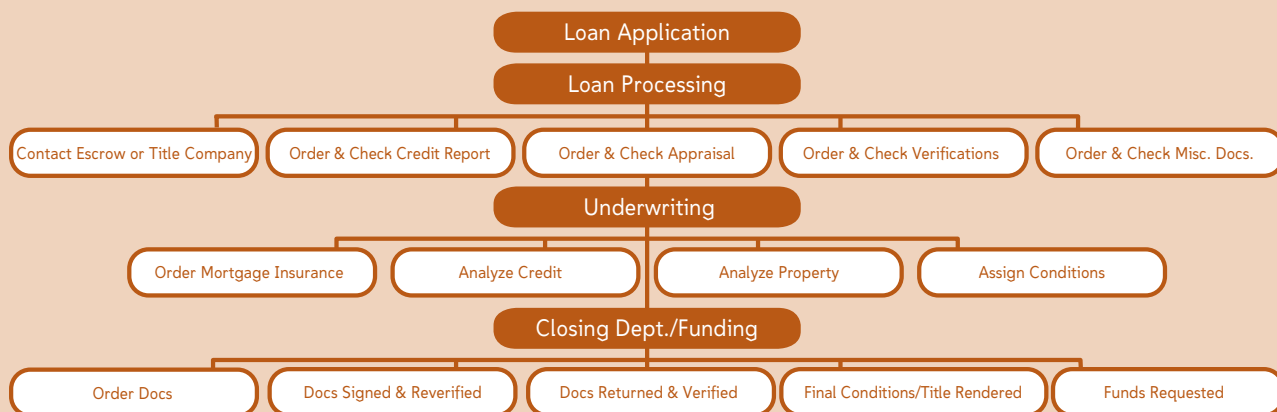 Loan Application
Loan Processing
Contact Escrow or Title Company
Order & Check Credit Report
Order & Check Appraisal
Order & Check Verifications
Order & Check Misc. Docs.
Underwriting
Order Mortgage Insurance
Analyze Credit
Analyze Property
Assign Conditions
Closing Dept./Funding
Order Docs
Docs Signed & Reverified
Docs Returned & Verified
Final Conditions/Title Rendered
Funds Requested